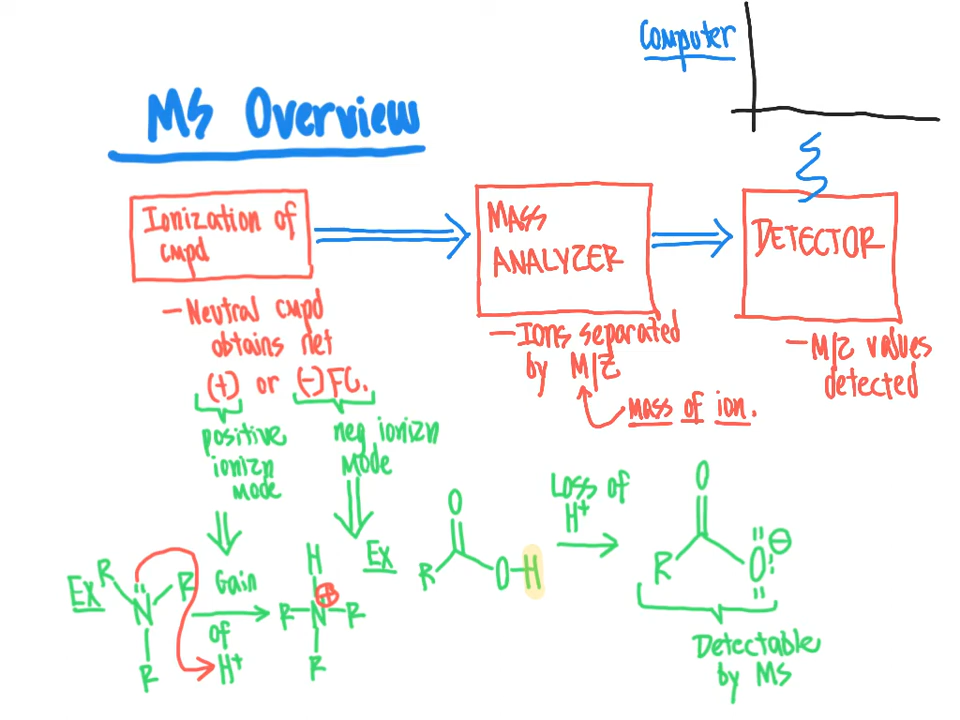 Computer
MS Overview
Ionization of
cmpd
MASS
ANALYZER
DETECTOR
– Neutral cmpd
obtains net
(+) or (–) FC.
– Ions separated
by M/Z
mass of ion.
– M/Z values
detected
positive
ionizn
mode
neg ionizn
mode
Ex
R
N
R
R
Gain
of
H⁺
H
R–N–R
⊕
R
Ex
O
R
O–H
Loss of
H⁺
O
R
O
⊖
Detectable
by MS